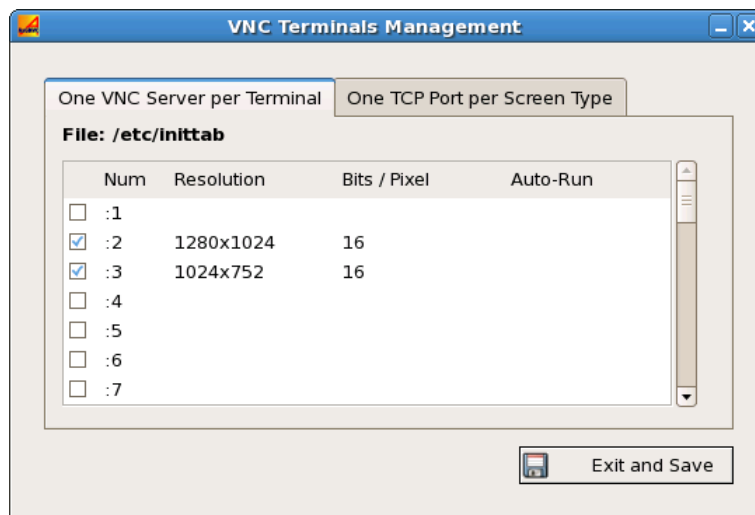 VNC Terminals Management
One VNC Server per Terminal One TCP Port per Screen Type
File: /etc/inittab
Num Resolution Bits / Pixel Auto-Run
:1
:2 1280x1024 16
:3 1024x752 16
:4
:5
:6
:7
Exit and Save